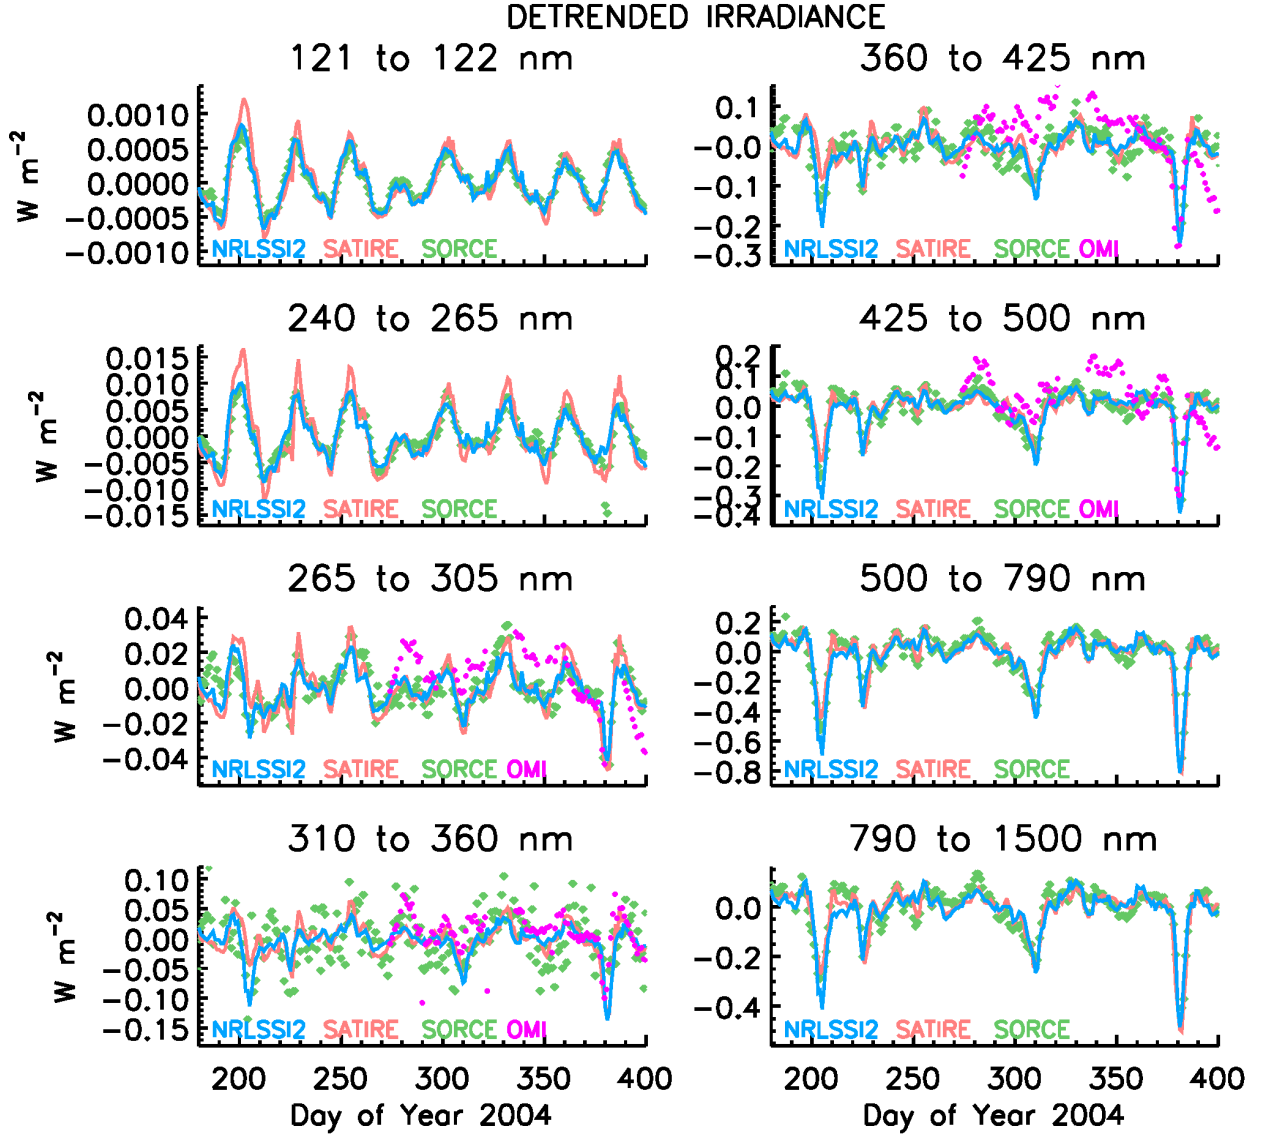 DETRENDED IRRADIANCE
121 to 122 nm
W m−2
0.0010
0.0005
0.0000
−0.0005
−0.0010
NRLSSI2 SATIRE SORCE
240 to 265 nm
W m−2
0.015
0.010
0.005
0.000
−0.005
−0.010
−0.015
NRLSSI2 SATIRE SORCE
265 to 305 nm
W m−2
0.04
0.02
0.00
−0.02
−0.04
NRLSSI2 SATIRE SORCE OMI
310 to 360 nm
W m−2
0.10
0.05
0.00
−0.05
−0.10
−0.15
NRLSSI2 SATIRE SORCE OMI
200 250 300 350 400
Day of Year 2004
360 to 425 nm
0.1
−0.0
−0.1
−0.2
−0.3
NRLSSI2 SATIRE SORCE OMI
425 to 500 nm
0.2
0.1
0.0
−0.1
−0.2
−0.3
−0.4
NRLSSI2 SATIRE SORCE OMI
500 to 790 nm
0.2
0.0
−0.2
−0.4
−0.6
−0.8
NRLSSI2 SATIRE SORCE
790 to 1500 nm
0.0
−0.2
−0.4
NRLSSI2 SATIRE SORCE
200 250 300 350 400
Day of Year 2004